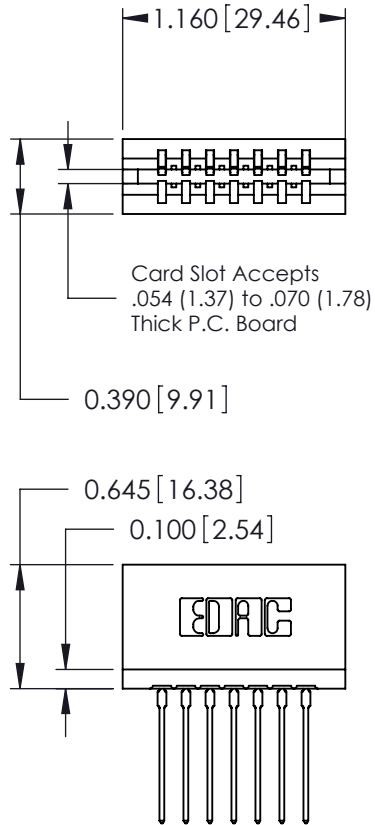 1.160 [29.46]
Card Slot Accepts
.054 (1.37) to .070 (1.78)
Thick P.C. Board
0.390 [9.91]
0.645 [16.38]
0.100 [2.54]
EDAC